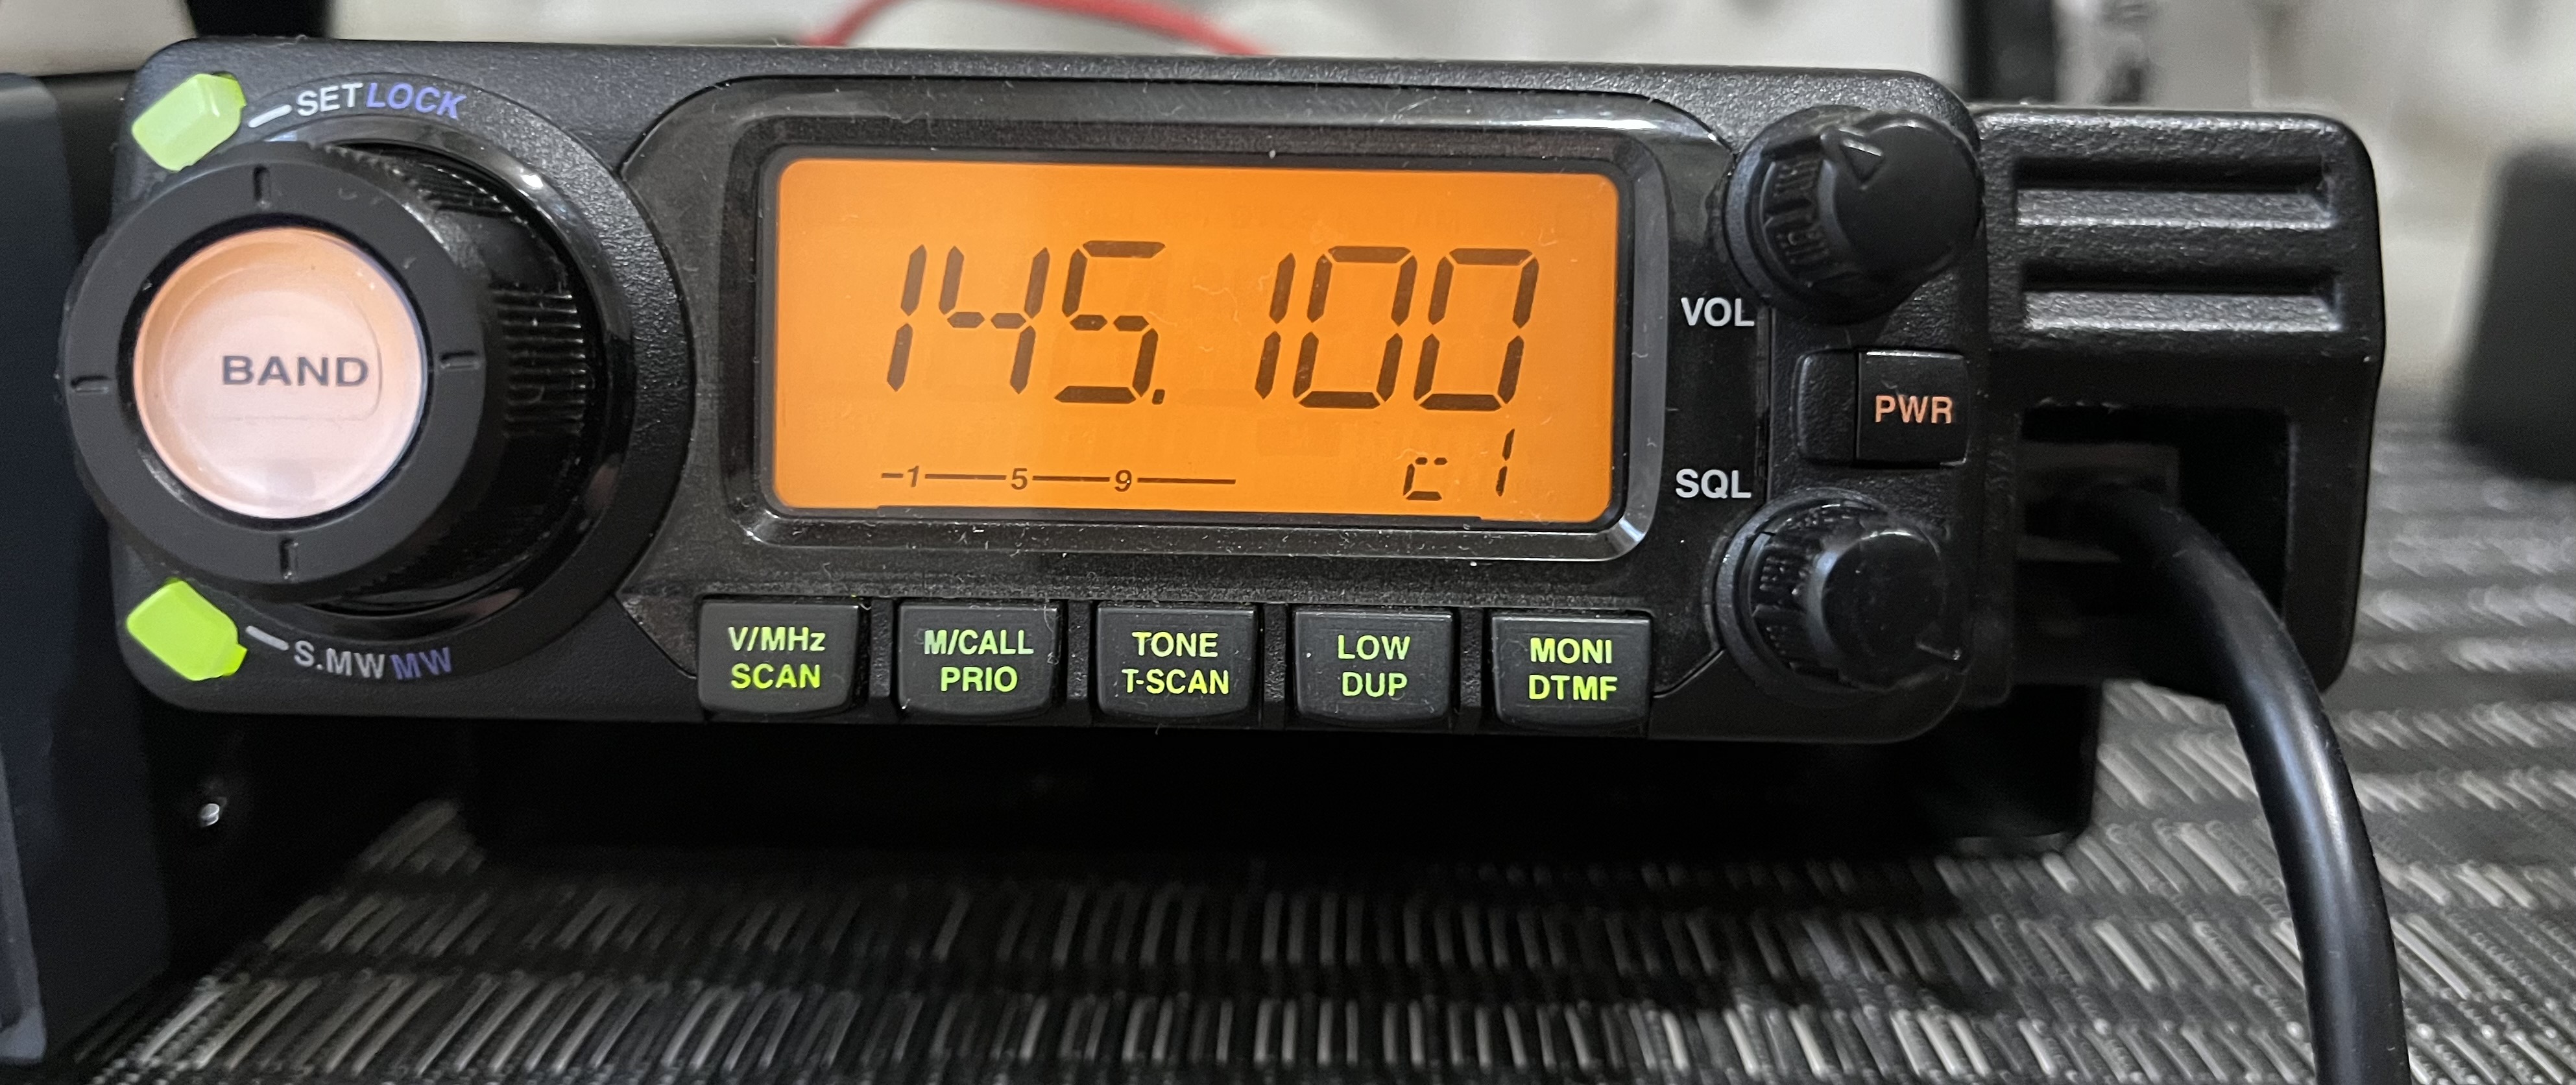 SET LOCK
BAND
145.100
1 5 9
c1
VOL
PWR
SQL
S.MW MW
V/MHz
SCAN
M/CALL
PRIO
TONE
T-SCAN
LOW
DUP
MONI
DTMF